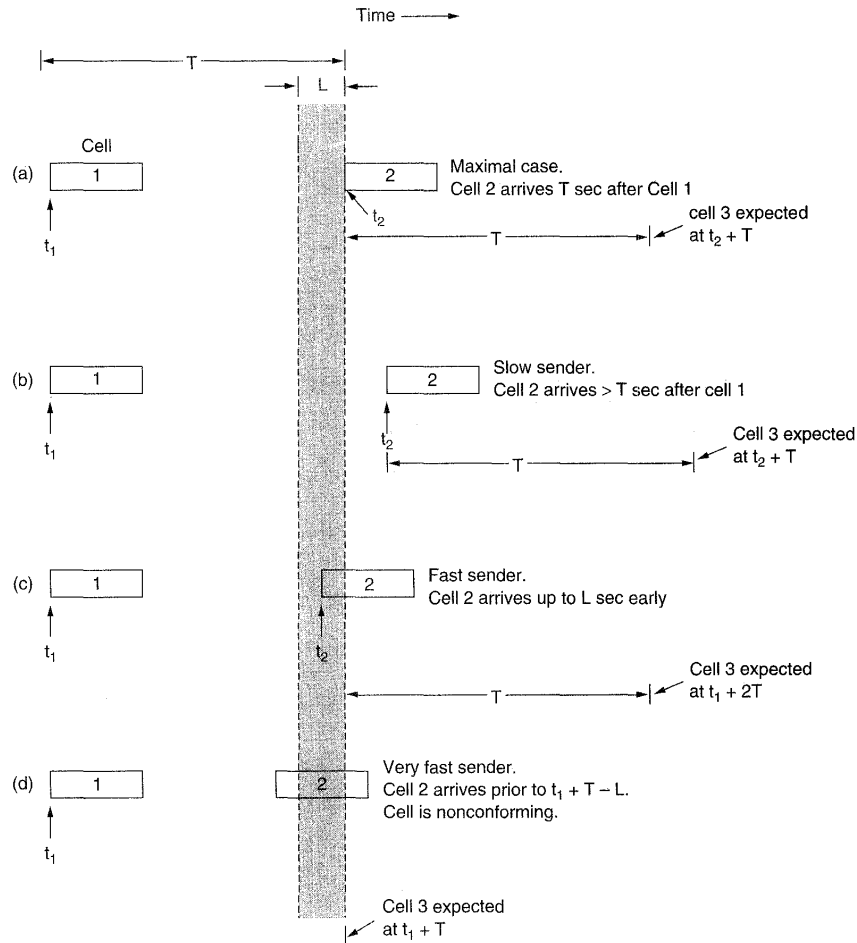 Time
T
L
Cell
(a)
1
2
Maximal case.
Cell 2 arrives T sec after Cell 1
t1
t2
T
cell 3 expected
at t2 + T
(b)
1
2
Slow sender.
Cell 2 arrives > T sec after cell 1
t1
t2
T
Cell 3 expected
at t2 + T
(c)
1
2
Fast sender.
Cell 2 arrives up to L sec early
t1
t2
T
Cell 3 expected
at t1 + 2T
(d)
1
2
Very fast sender.
Cell 2 arrives prior to t1 + T – L.
Cell is nonconforming.
t1
Cell 3 expected
at t1 + T